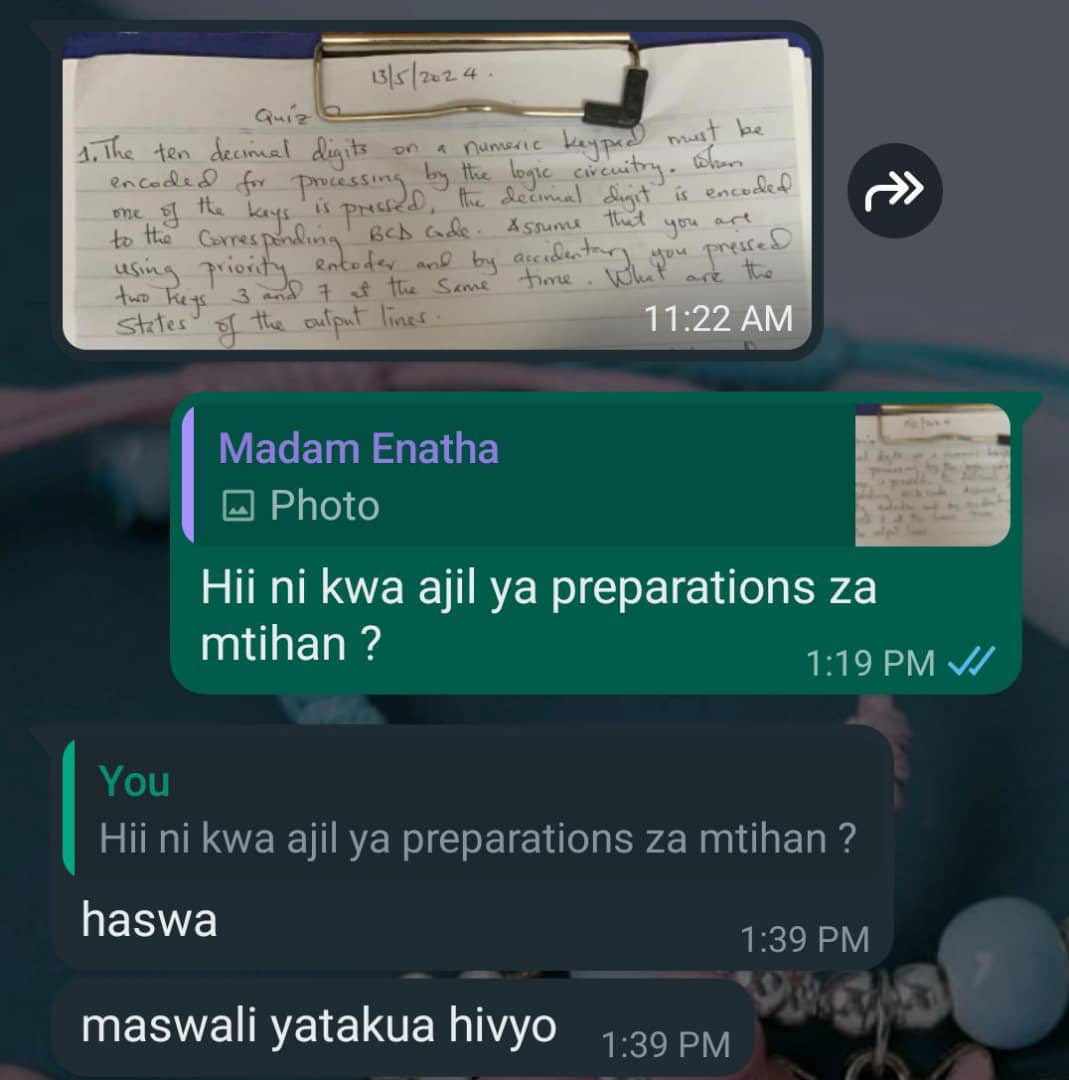 13/5/2024.
Quiz
1. The ten decimal digits on a numeric keypad must be
encoded for processing by the logic circuitry. When
one of the keys is pressed, the decimal digit is encoded
to the Corresponding BCD Code. Assume that you are
using priority entoder and by accidentary you pressed
two keys 3 and 7 at the same time. What are the
States of the output lines.
11:22 AM
Madam Enatha
Photo
Hii ni kwa ajil ya preparations za
mtihan ?
1:19 PM
You
Hii ni kwa ajil ya preparations za mtihan ?
haswa
1:39 PM
maswali yatakua hivyo
1:39 PM